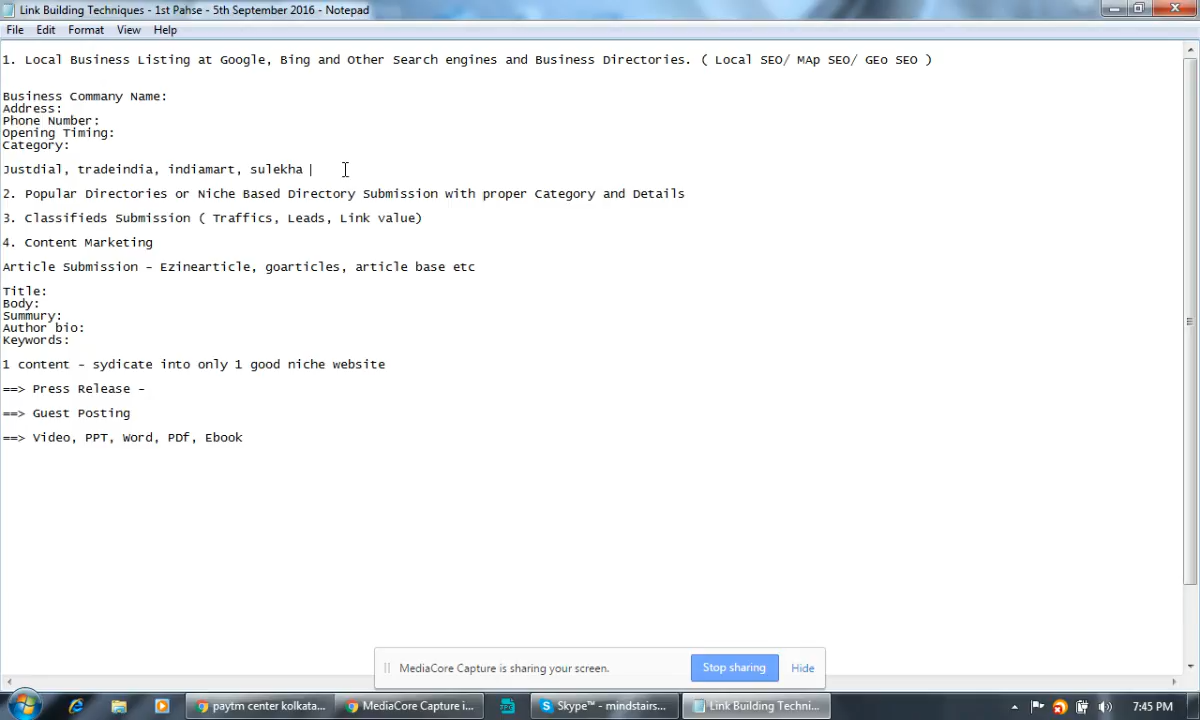 Link Building Techniques - 1st Pahse - 5th September 2016 - Notepad
File Edit Format View Help
1. Local Business Listing at Google, Bing and Other Search engines and Business Directories. ( Local SEO/ MAp SEO/ GEo SEO )
Business Commany Name:
Address:
Phone Number:
Opening Timing:
Category:
Justdial, tradeindia, indiamart, sulekha
2. Popular Directories or Niche Based Directory Submission with proper Category and Details
3. Classifieds Submission ( Traffics, Leads, Link value)
4. Content Marketing
Article Submission - Ezinearticle, goarticles, article base etc
Title:
Body:
Summury:
Author bio:
Keywords:
1 content - sydicate into only 1 good niche website
==> Press Release -
==> Guest Posting
==> Video, PPT, Word, PDf, Ebook
MediaCore Capture is sharing your screen. Stop sharing Hide
paytm center kolkata... MediaCore Capture i... Skype™ - mindstairs... Link Building Techni... 7:45 PM